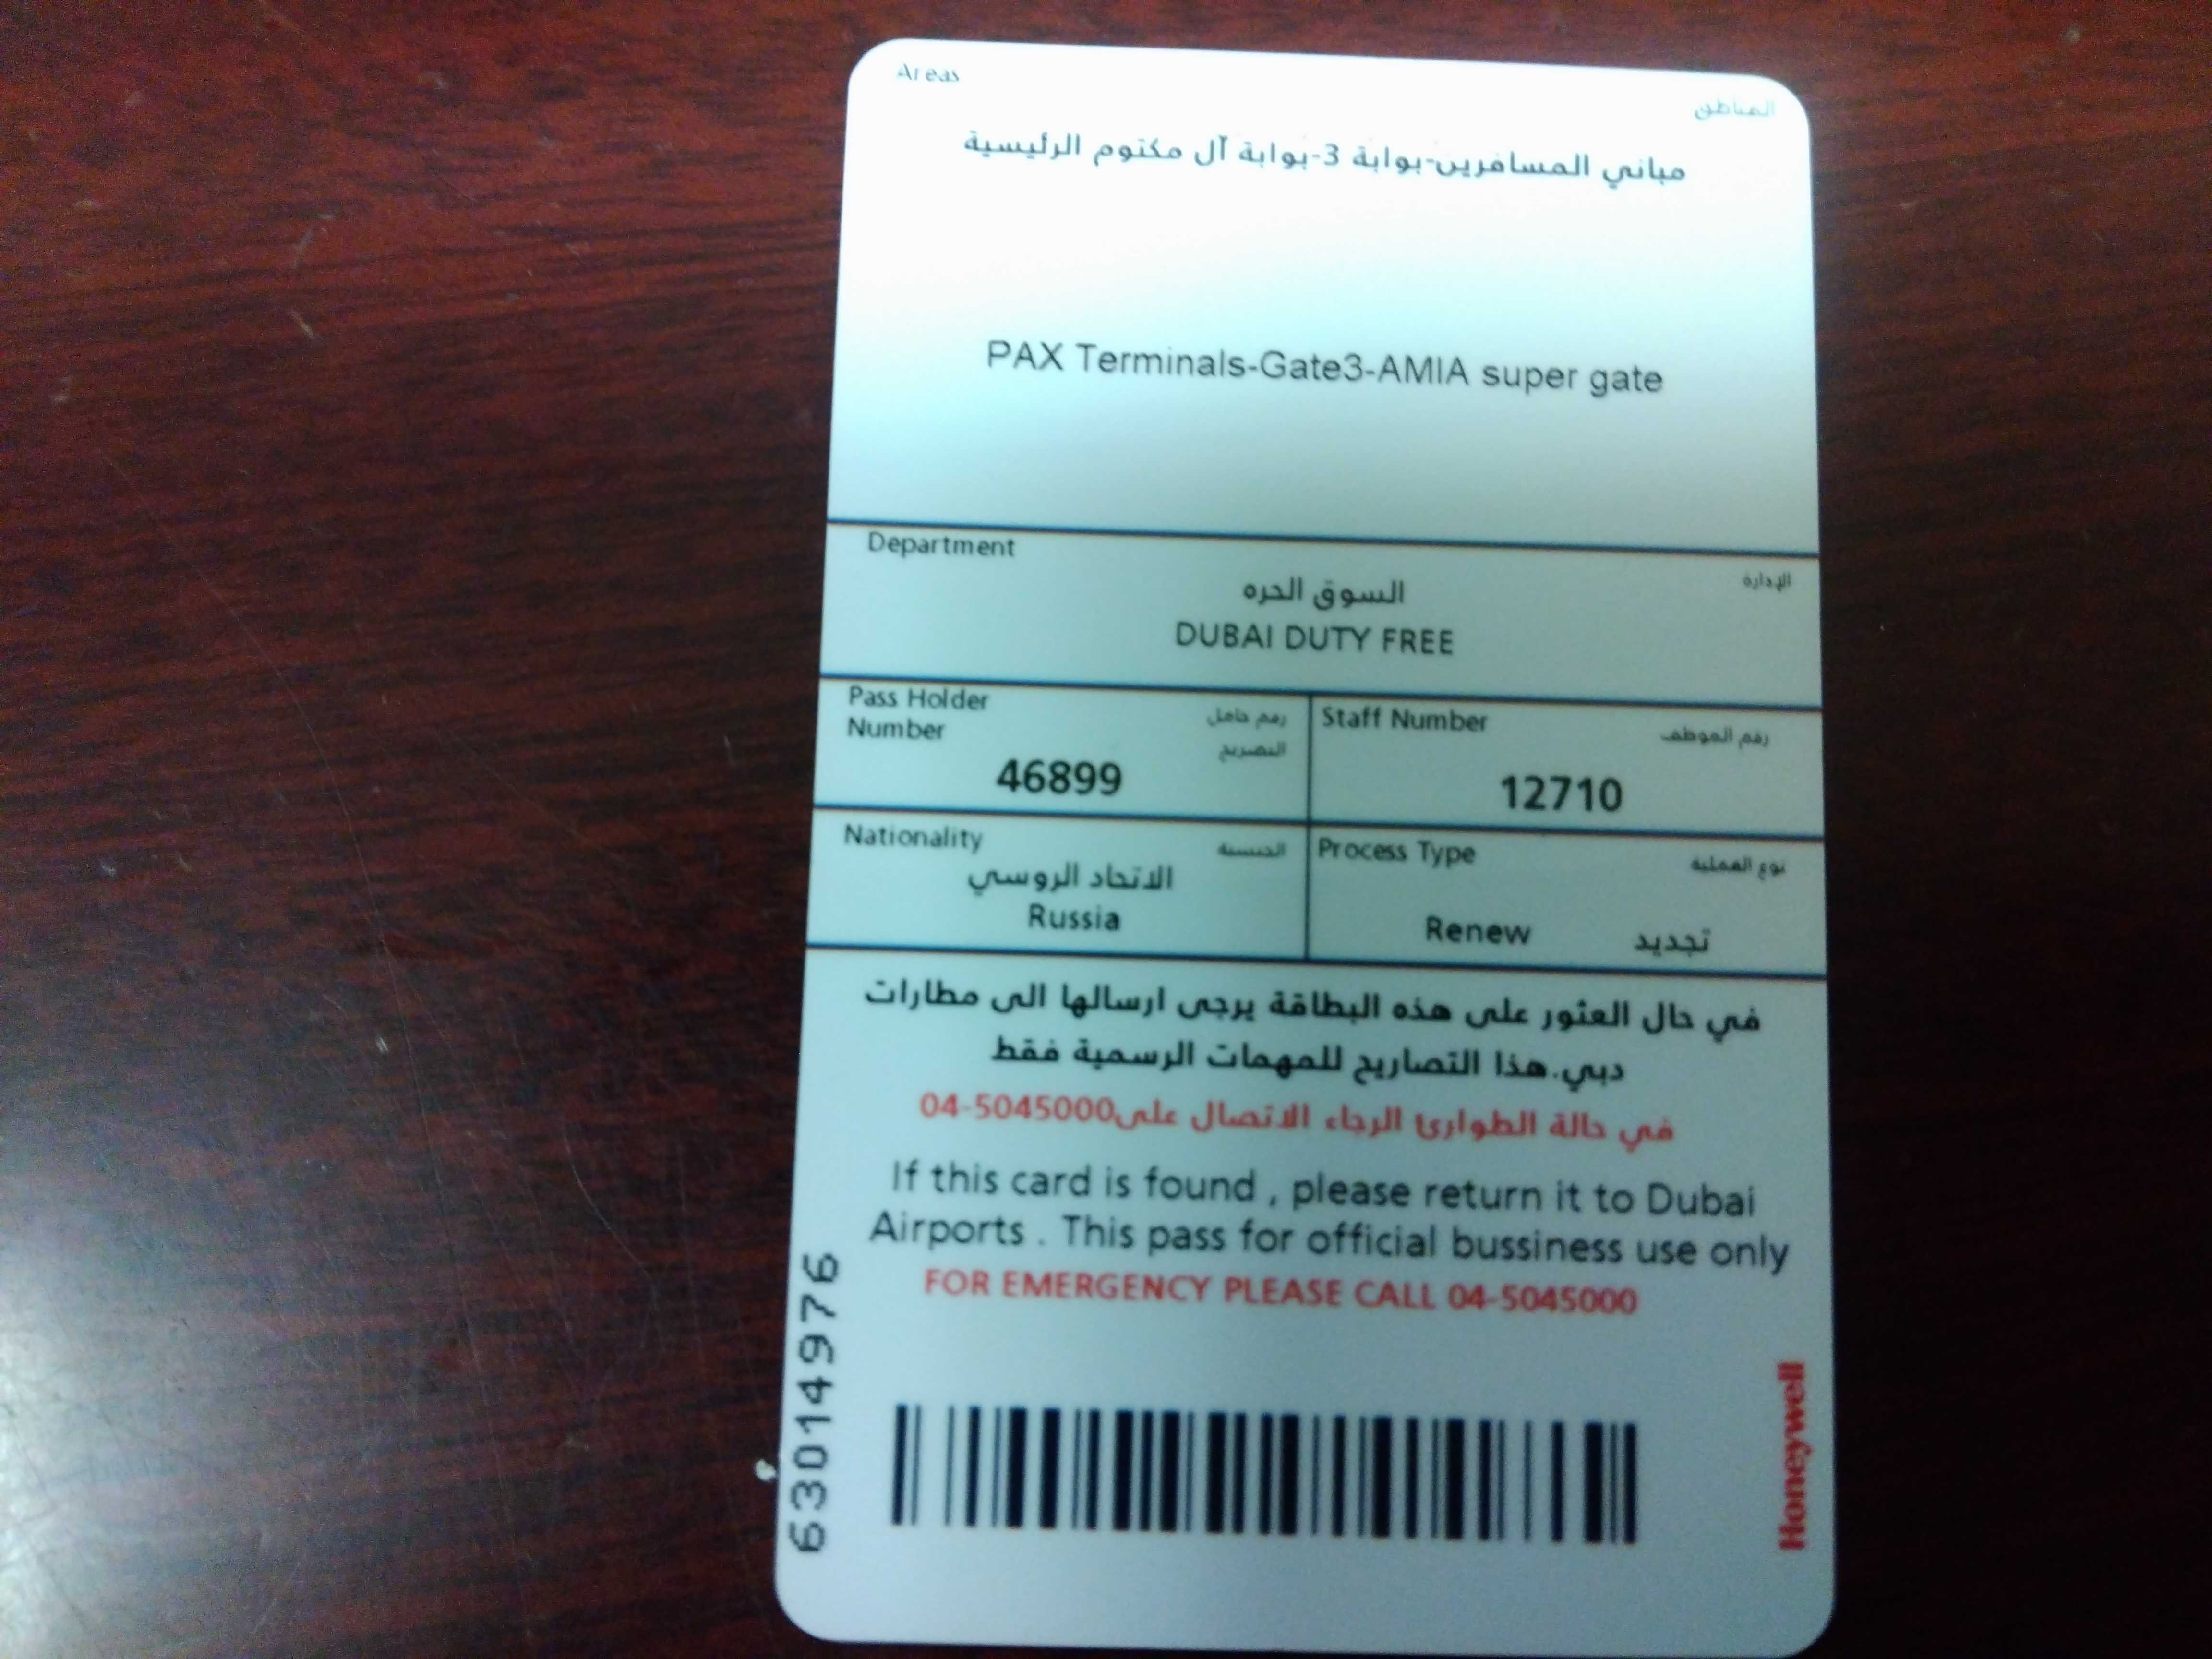 Areas
المناطق
مباني المسافرين-بوابة 3-بوابة آل مكتوم الرئيسية
PAX Terminals-Gate3-AMIA super gate
Department
الإدارة
السوق الحره
DUBAI DUTY FREE
Pass Holder Number
رقم حامل التصريح
46899
Staff Number
رقم الموظف
12710
Nationality
الجنسية
الاتحاد الروسي
Russia
Process Type
نوع العملية
Renew تجديد
في حال العثور على هذه البطاقة يرجى ارسالها الى مطارات
دبي.هذا التصاريح للمهمات الرسمية فقط
في حالة الطوارئ الرجاء الاتصال على04-5045000
If this card is found , please return it to Dubai
Airports . This pass for official bussiness use only
FOR EMERGENCY PLEASE CALL 04-5045000
63014976
Honeywell